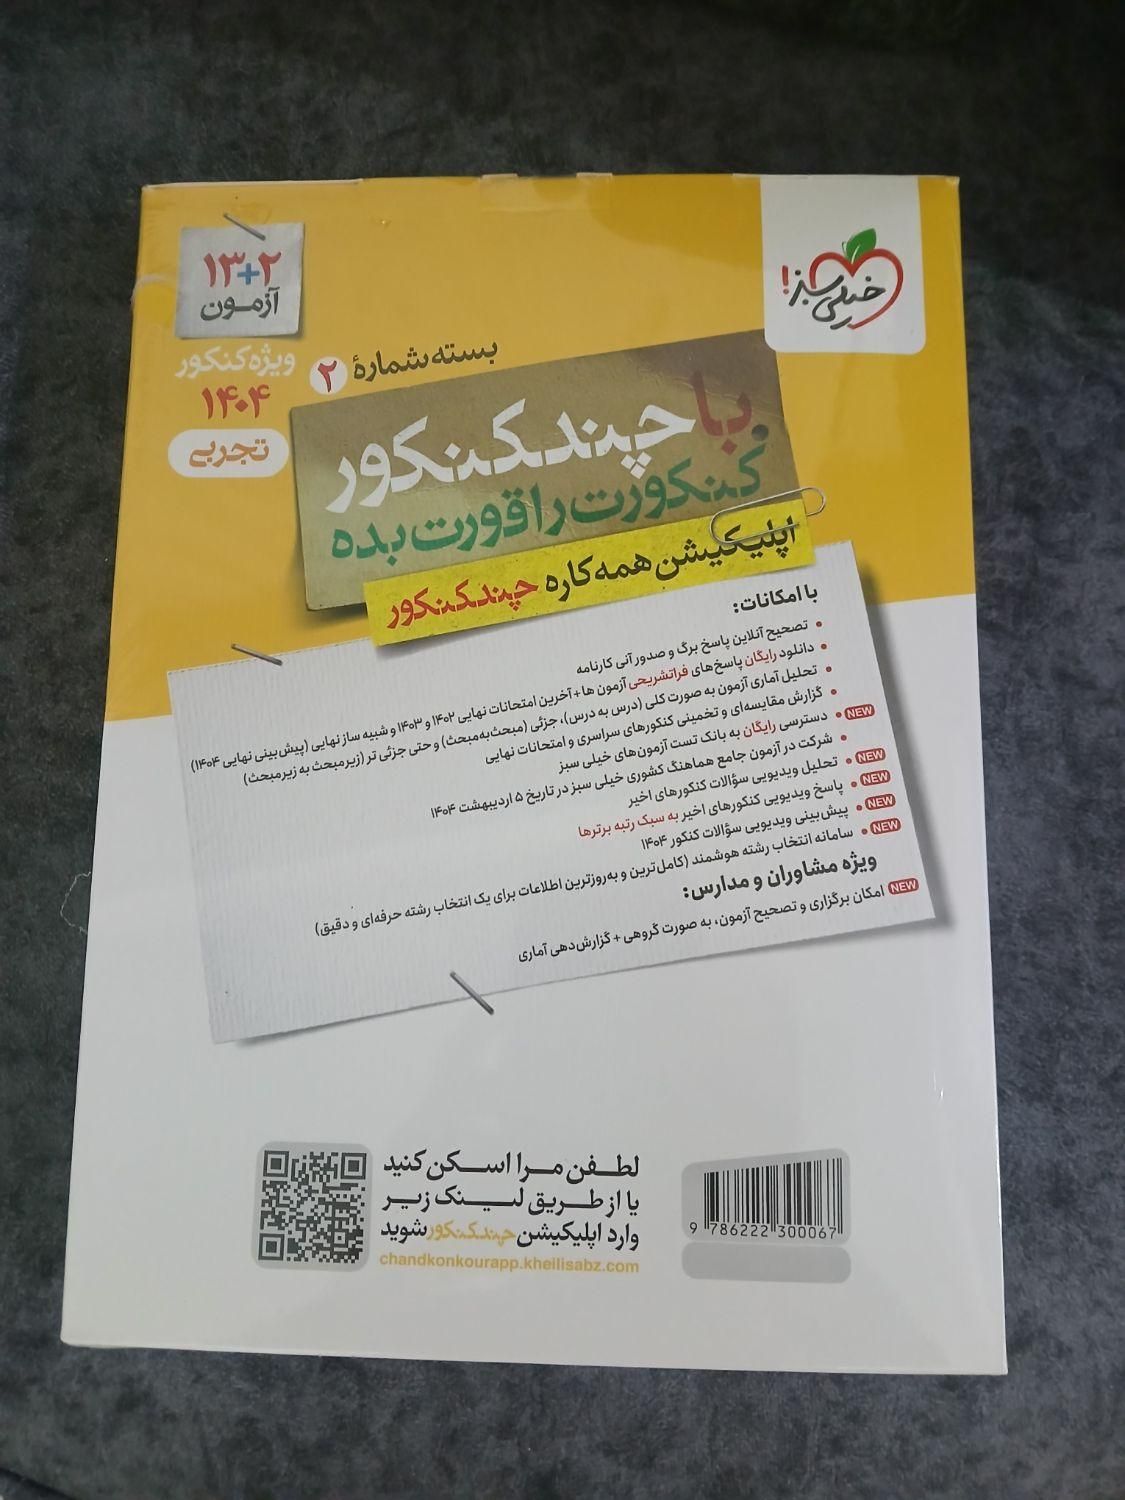 خیلی سبز!
۱۳+۲
آزمون
ویژه کنکور
۱۴۰۴
تجربی
بسته شمارهٔ ۲
با چند کنکور
کنکورت را قورت بده
اپلیکیشن همه کاره چند کنکور
با امکانات:
• تصحیح آنلاین پاسخ برگ و صدور آنی کارنامه
• دانلود رایگان پاسخ‌های فراتشریحی آزمون ها + آخرین امتحانات نهایی ۱۴۰۲ و ۱۴۰۳ و شبیه ساز نهایی (پیش‌بینی نهایی ۱۴۰۴)
• تحلیل آماری آزمون به صورت کلی (درس به درس)، جزئی (مبحث‌به‌مبحث) و حتی جزئی تر (زیرمبحث به زیرمبحث)
• گزارش مقایسه‌ای و تخمینی کنکورهای سراسری و امتحانات نهایی
NEW • دسترسی رایگان به بانک تست آزمون‌های خیلی سبز
• شرکت در آزمون جامع هماهنگ کشوری خیلی سبز در تاریخ ۵ اردیبهشت ۱۴۰۴
NEW • تحلیل ویدیویی سؤالات کنکورهای اخیر
NEW • پاسخ ویدیویی کنکورهای اخیر به سبک رتبه برترها
NEW • پیش‌بینی ویدیویی سؤالات کنکور ۱۴۰۴
NEW • سامانه انتخاب رشته هوشمند (کامل‌ترین و به‌روزترین اطلاعات برای یک انتخاب رشته حرفه‌ای و دقیق)
ویژه مشاوران و مدارس:
NEW امکان برگزاری و تصحیح آزمون، به صورت گروهی + گزارش‌دهی آماری
لطفن مرا اسکن کنید
یا از طریق لینک زیر
وارد اپلیکیشن چند کنکور شوید
chandkonkourapp.kheilisabz.com
9 786222 300067